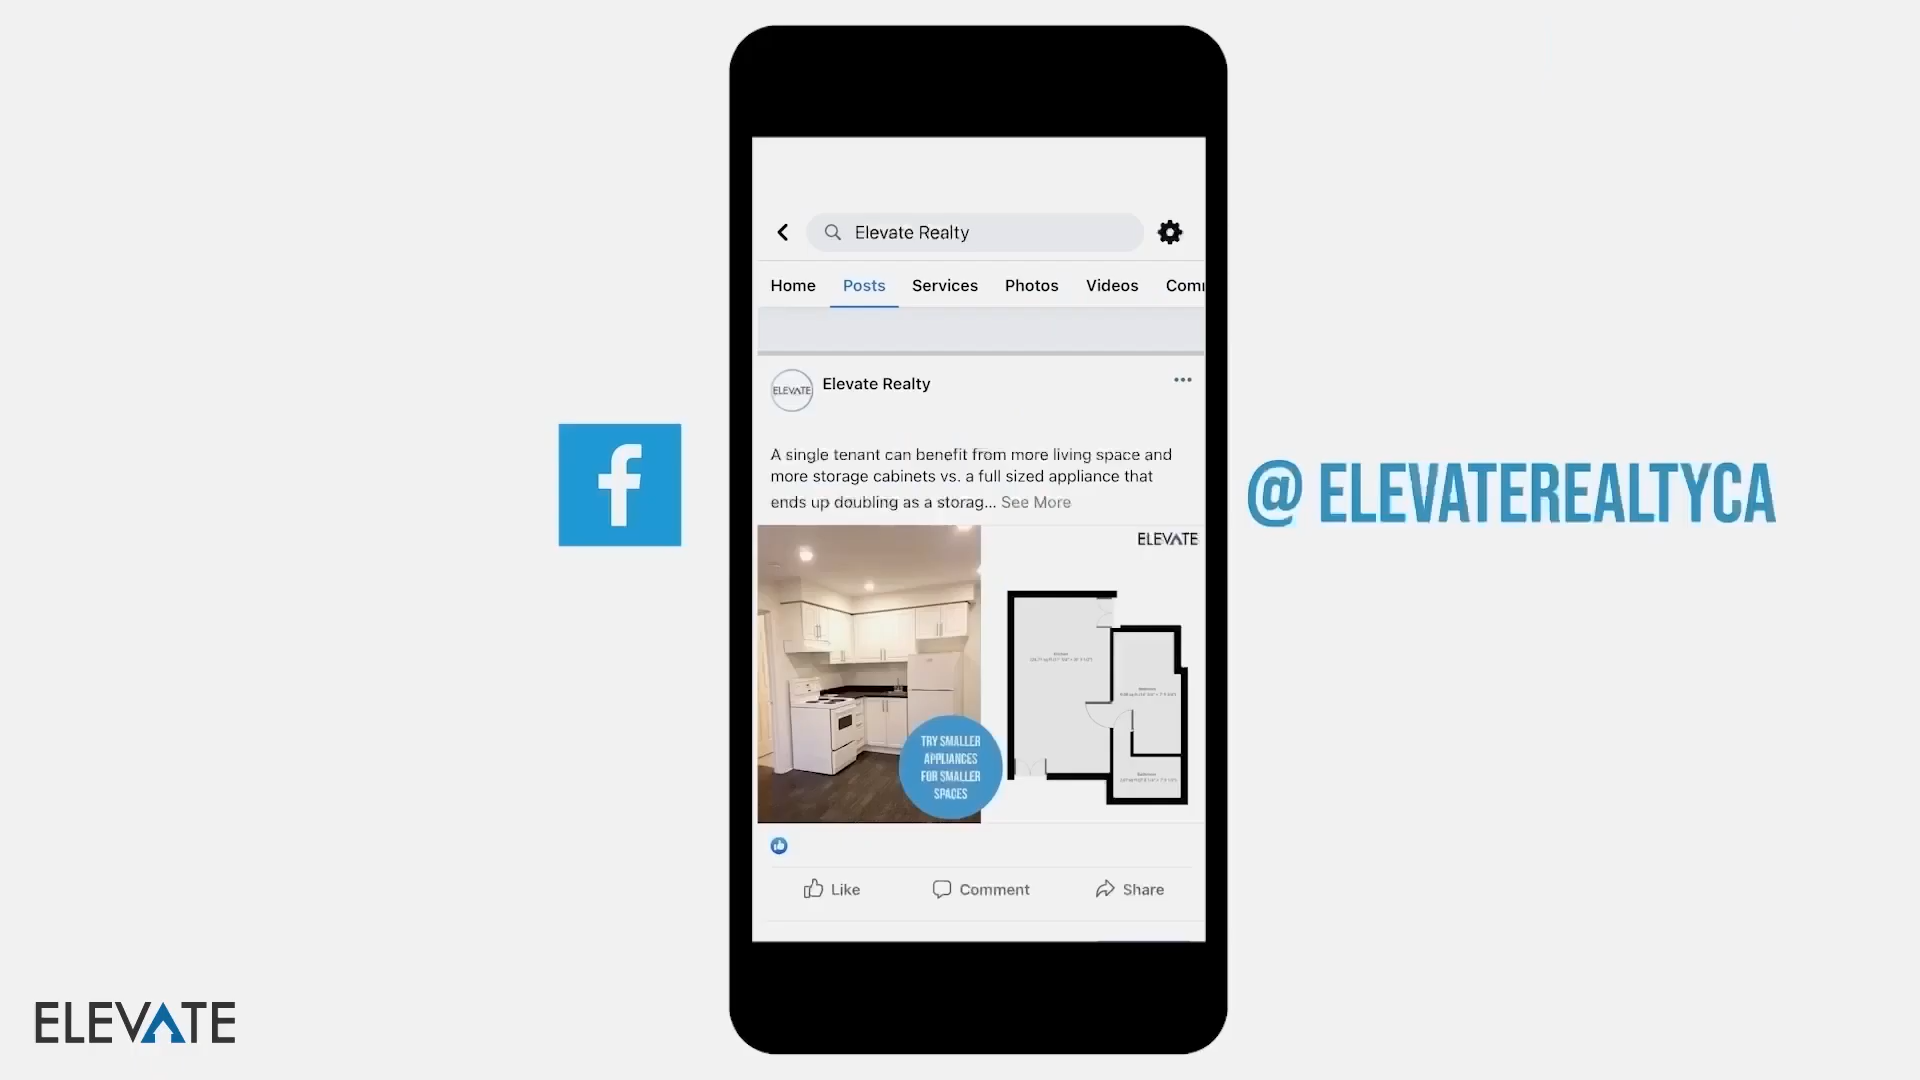 Elevate Realty
Home Posts Services Photos Videos Com
ELEVATE
Elevate Realty
A single tenant can benefit from more living space and
more storage cabinets vs. a full sized appliance that
ends up doubling as a storag... See More
ELEVATE
TRY SMALLER
APPLIANCES
FOR SMALLER
SPACES
Like Comment Share
f
@ ELEVATEREALTYCA
ELEVATE